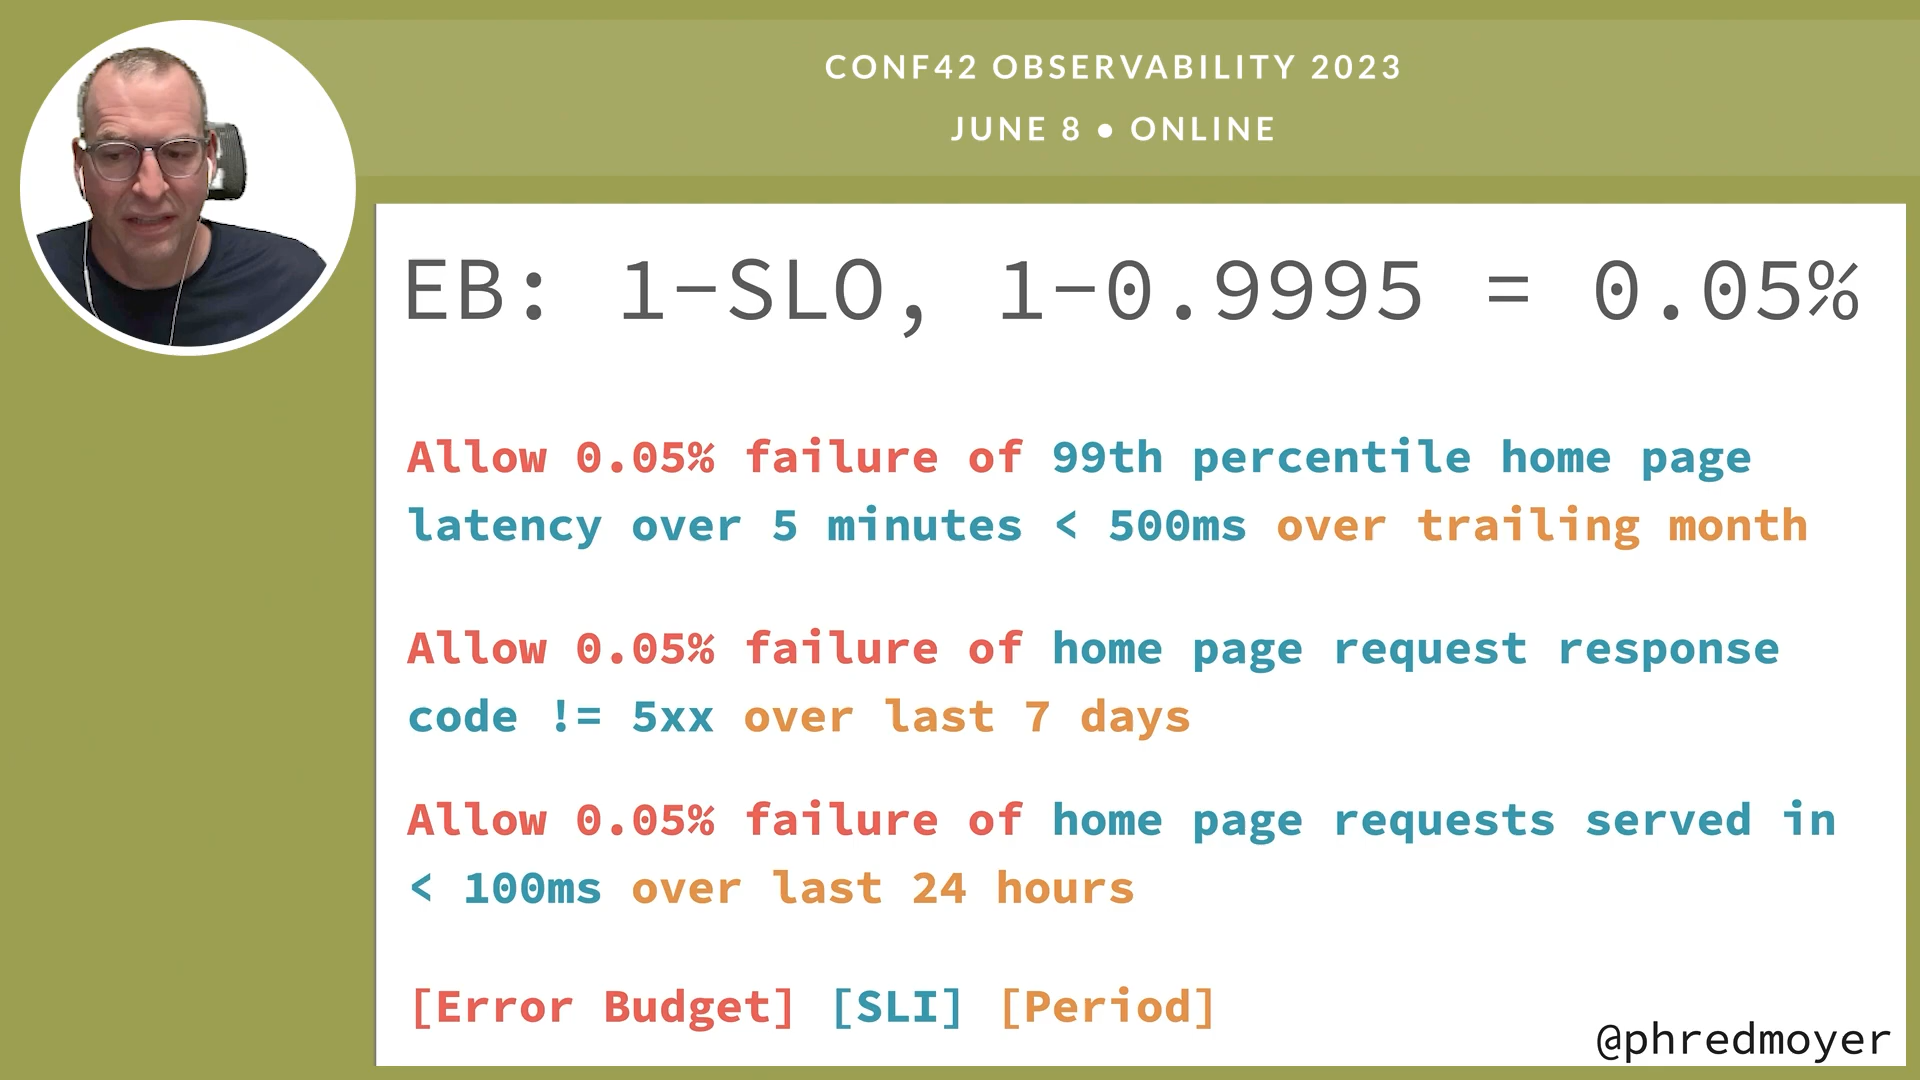 CONF42 OBSERVABILITY 2023
JUNE 8 • ONLINE
EB: 1-SLO, 1-0.9995 = 0.05%
Allow 0.05% failure of 99th percentile home page
latency over 5 minutes < 500ms over trailing month
Allow 0.05% failure of home page request response
code != 5xx over last 7 days
Allow 0.05% failure of home page requests served in
< 100ms over last 24 hours
[Error Budget] [SLI] [Period]
@phredmoyer